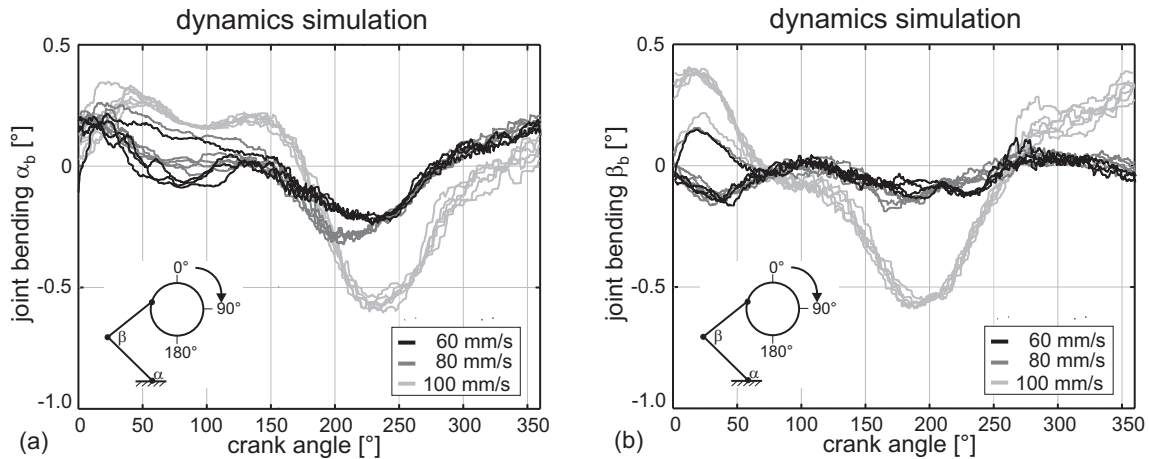 dynamics simulation
joint bending αb [°]
0.5
0
-0.5
-1.0
0°
90°
180°
β
α
60 mm/s
80 mm/s
100 mm/s
0 50 100 150 200 250 300 350
crank angle [°]
(a)
dynamics simulation
joint bending βb [°]
0.5
0
-0.5
-1.0
0°
90°
180°
β
α
60 mm/s
80 mm/s
100 mm/s
0 50 100 150 200 250 300 350
crank angle [°]
(b)